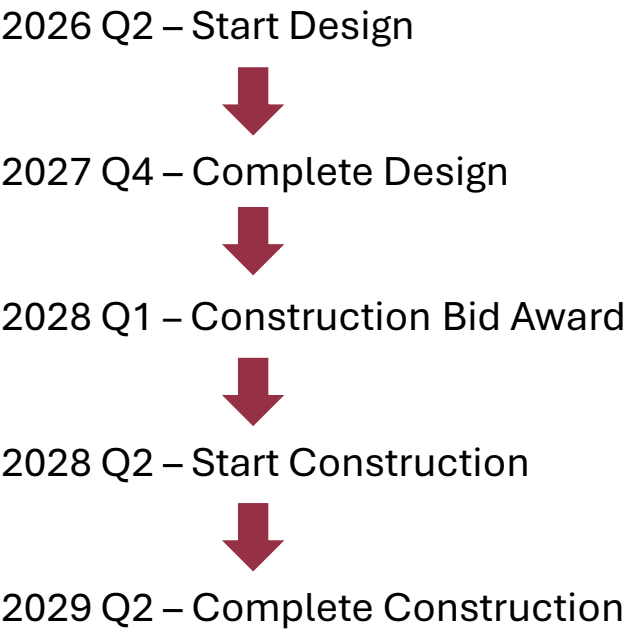 2026 Q2 – Start Design
2027 Q4 – Complete Design
2028 Q1 – Construction Bid Award
2028 Q2 – Start Construction
2029 Q2 – Complete Construction